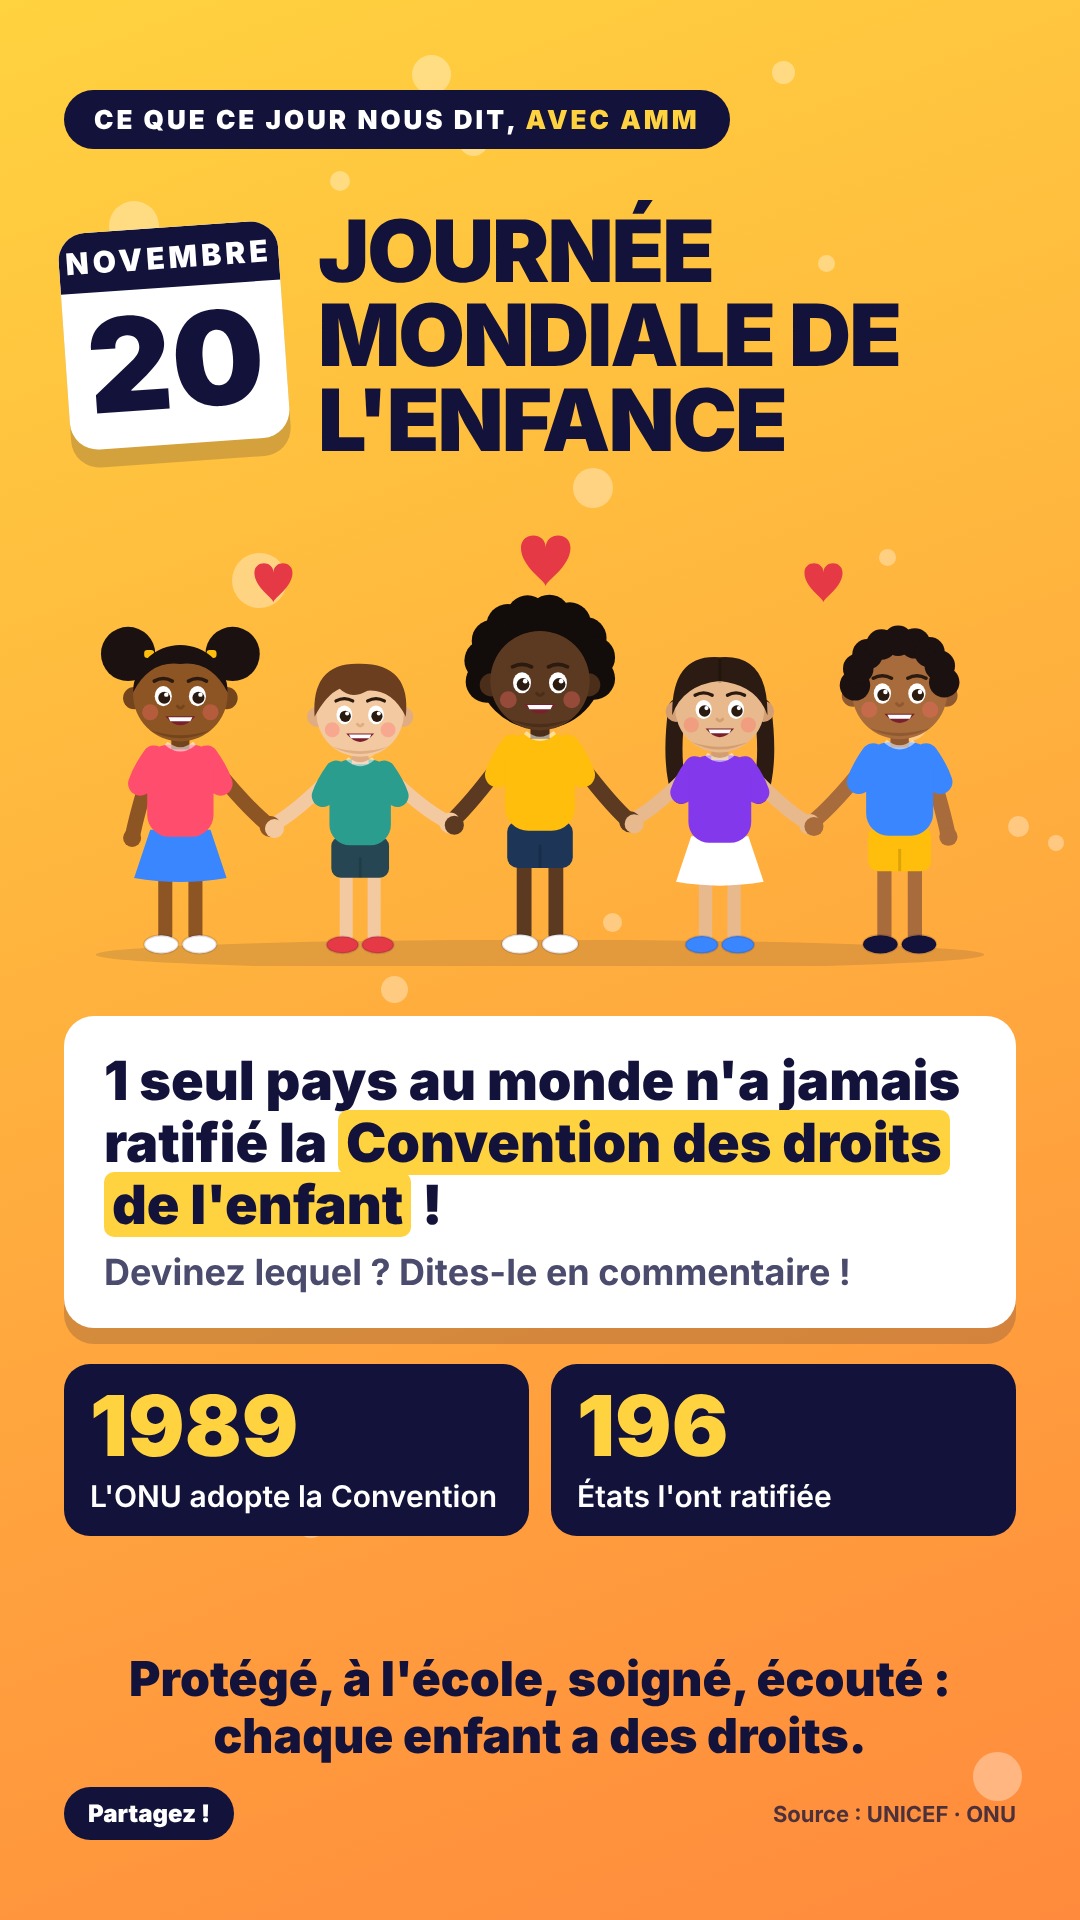 CE QUE CE JOUR NOUS DIT, AVEC AMM
NOVEMBRE
20
JOURNÉE
MONDIALE DE
L'ENFANCE
1 seul pays au monde n'a jamais
ratifié la Convention des droits
de l'enfant !
Devinez lequel ? Dites-le en commentaire !
1989
L'ONU adopte la Convention
196
États l'ont ratifiée
Protégé, à l'école, soigné, écouté :
chaque enfant a des droits.
Partagez !
Source : UNICEF · ONU